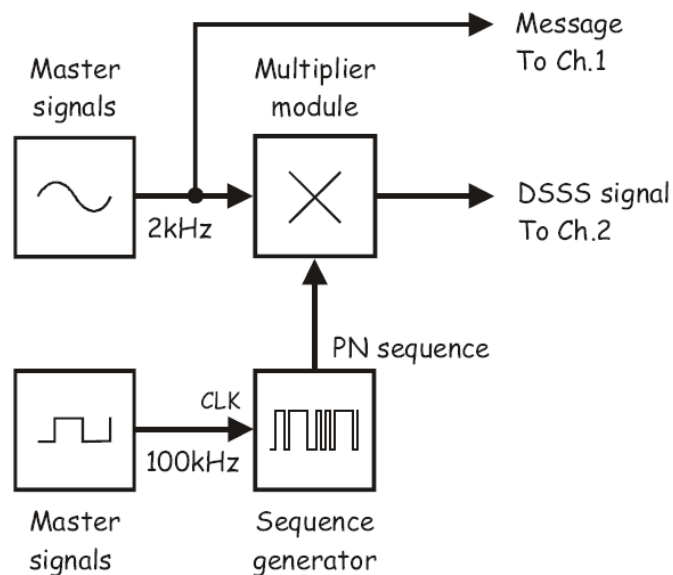 Message
To Ch.1
Master
signals
Multiplier
module
2kHz
DSSS signal
To Ch.2
PN sequence
CLK
100kHz
Master
signals
Sequence
generator